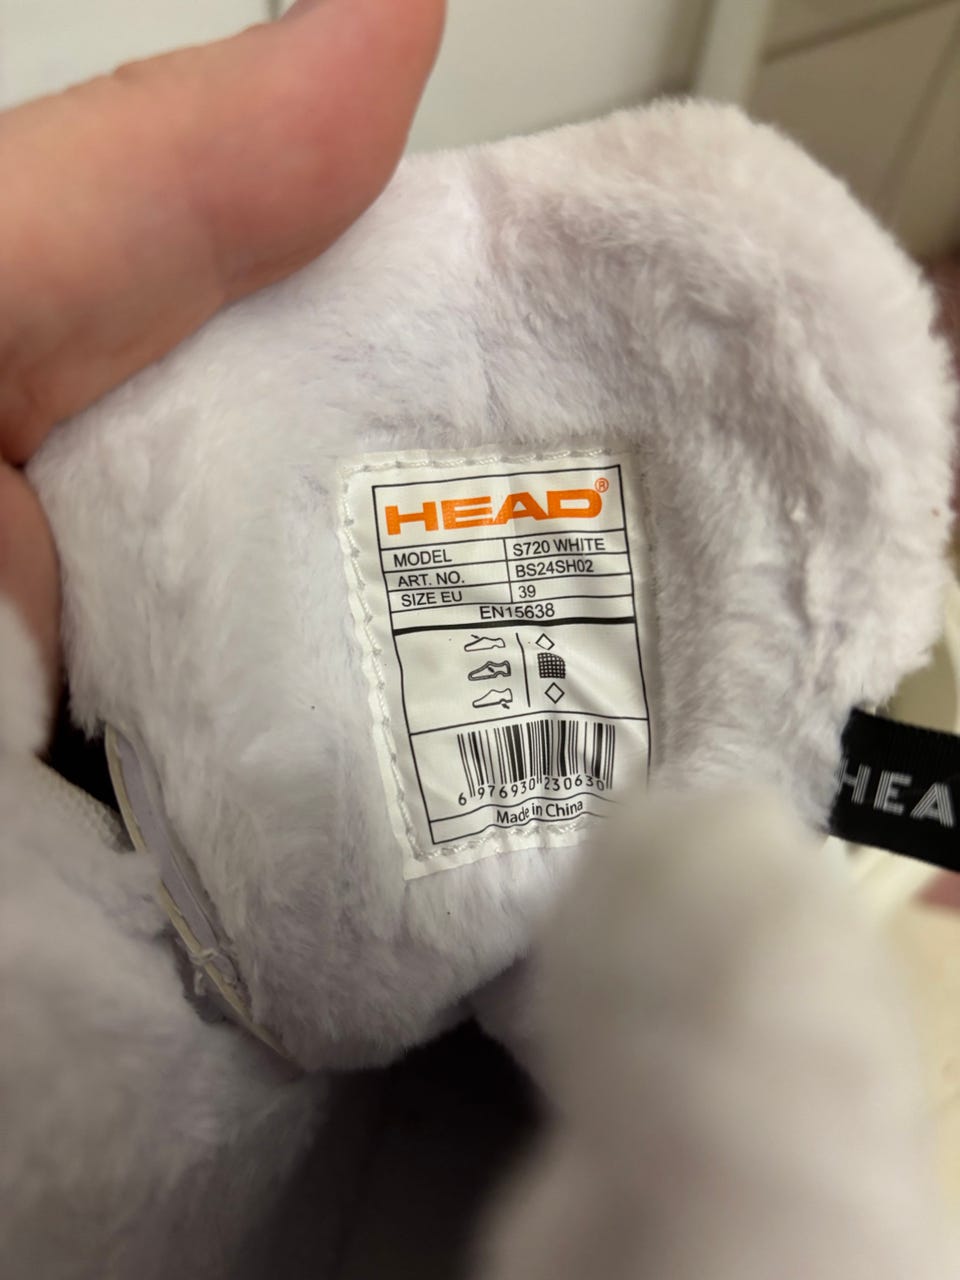 HEAD®
MODEL S720 WHITE
ART. NO. BS24SH02
SIZE EU 39
EN15638
6 976930 230630
Made in China
HEA